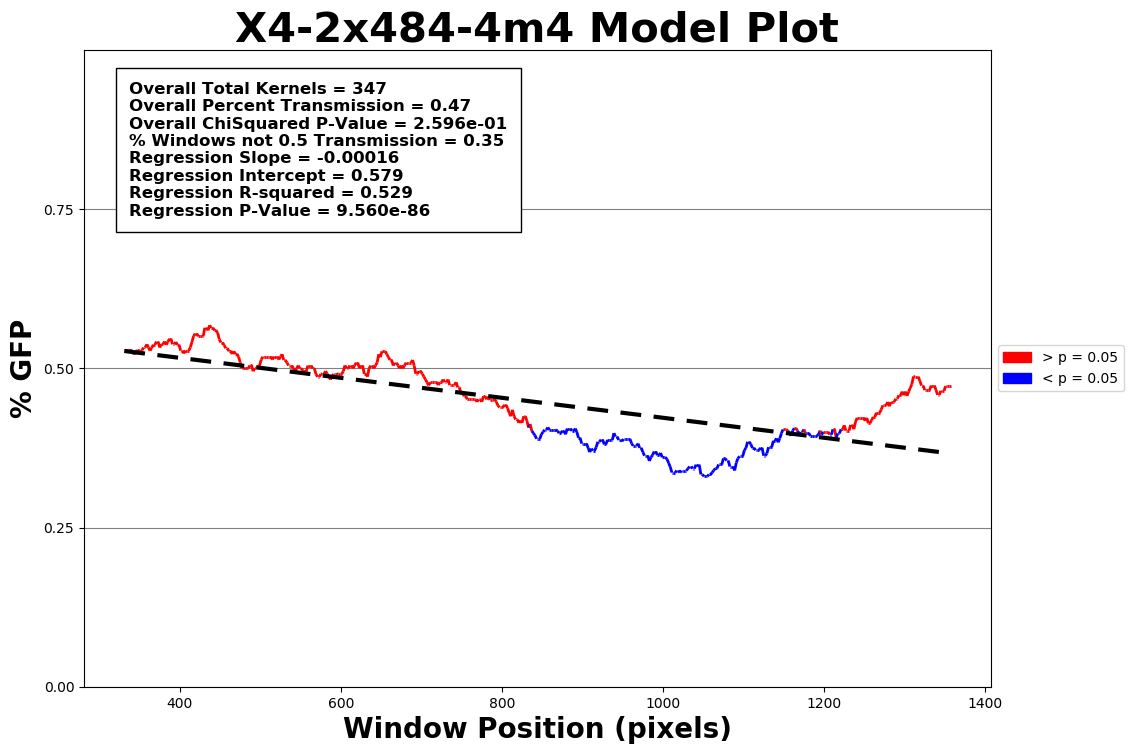 X4-2x484-4m4 Model Plot
Overall Total Kernels = 347
Overall Percent Transmission = 0.47
Overall ChiSquared P-Value = 2.596e-01
% Windows not 0.5 Transmission = 0.35
Regression Slope = -0.00016
Regression Intercept = 0.579
Regression R-squared = 0.529
Regression P-Value = 9.560e-86
% GFP
0.75
0.50
0.25
0.00
> p = 0.05
< p = 0.05
400 600 800 1000 1200 1400
Window Position (pixels)